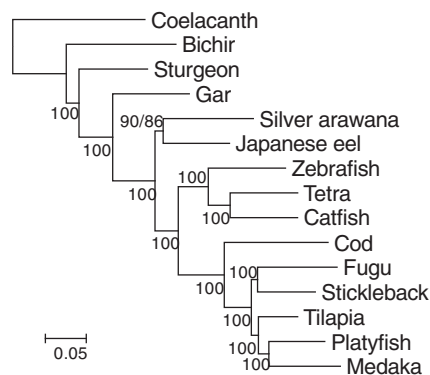 Coelacanth
Bichir
Sturgeon
100
Gar
90/86
Silver arawana
100
Japanese eel
Zebrafish
100
100
Tetra
100
Catfish
100
Cod
100
Fugu
100
Stickleback
100
Tilapia
Platyfish
100
0.05
100
Medaka